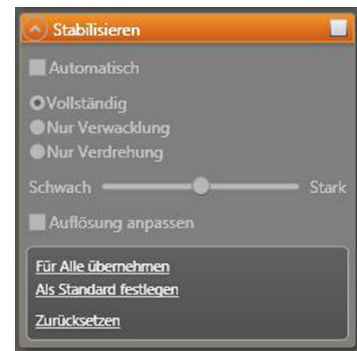 Stabilisieren
Automatisch
Vollständig
Nur Verwacklung
Nur Verdrehung
Schwach Stark
Auflösung anpassen
Für Alle übernehmen
Als Standard festlegen
Zurücksetzen